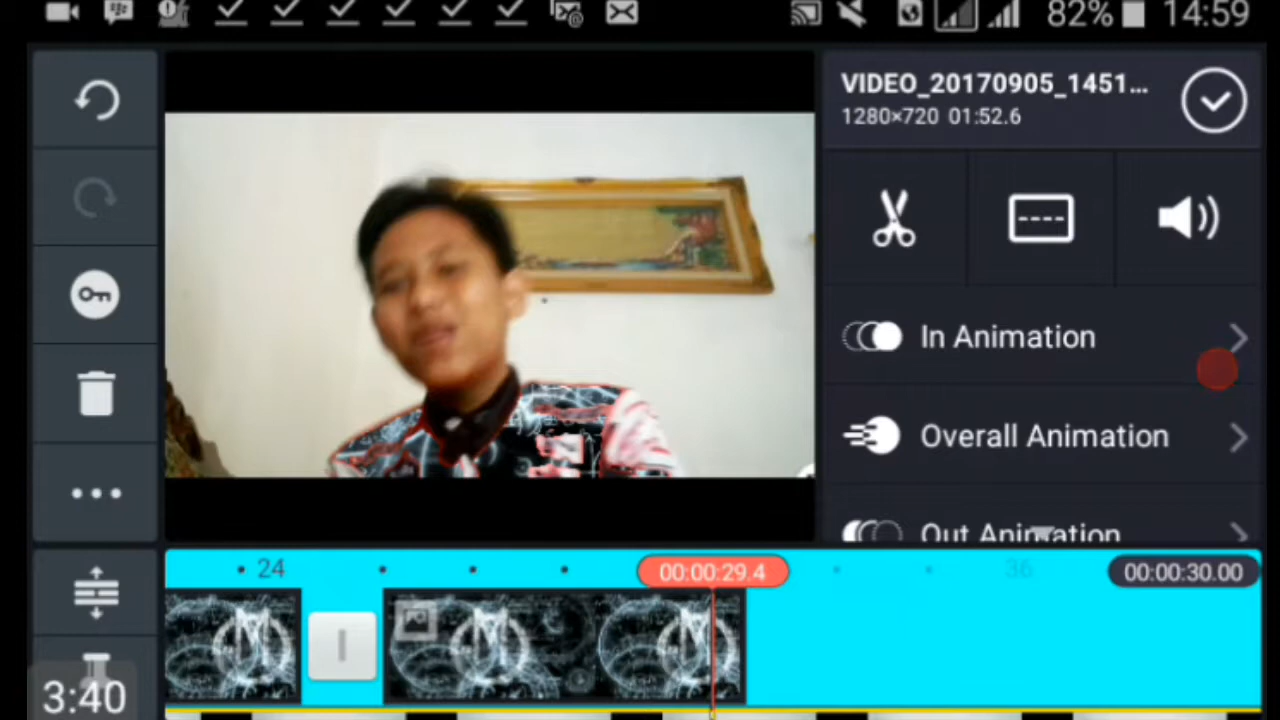 82% 14:59
VIDEO_20170905_1451...
1280×720 01:52.6
In Animation
Overall Animation
Out Animation
24
00:00:29.4
36
00:00:30.00
3:40